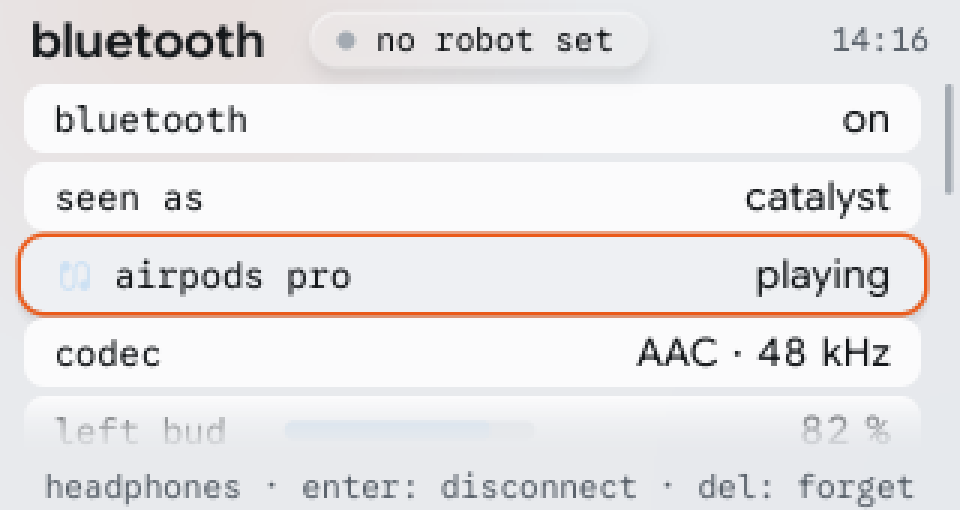 bluetooth no robot set 14:16
bluetooth on
seen as catalyst
airpods pro playing
codec AAC · 48 kHz
left bud 82 %
headphones · enter: disconnect · del: forget